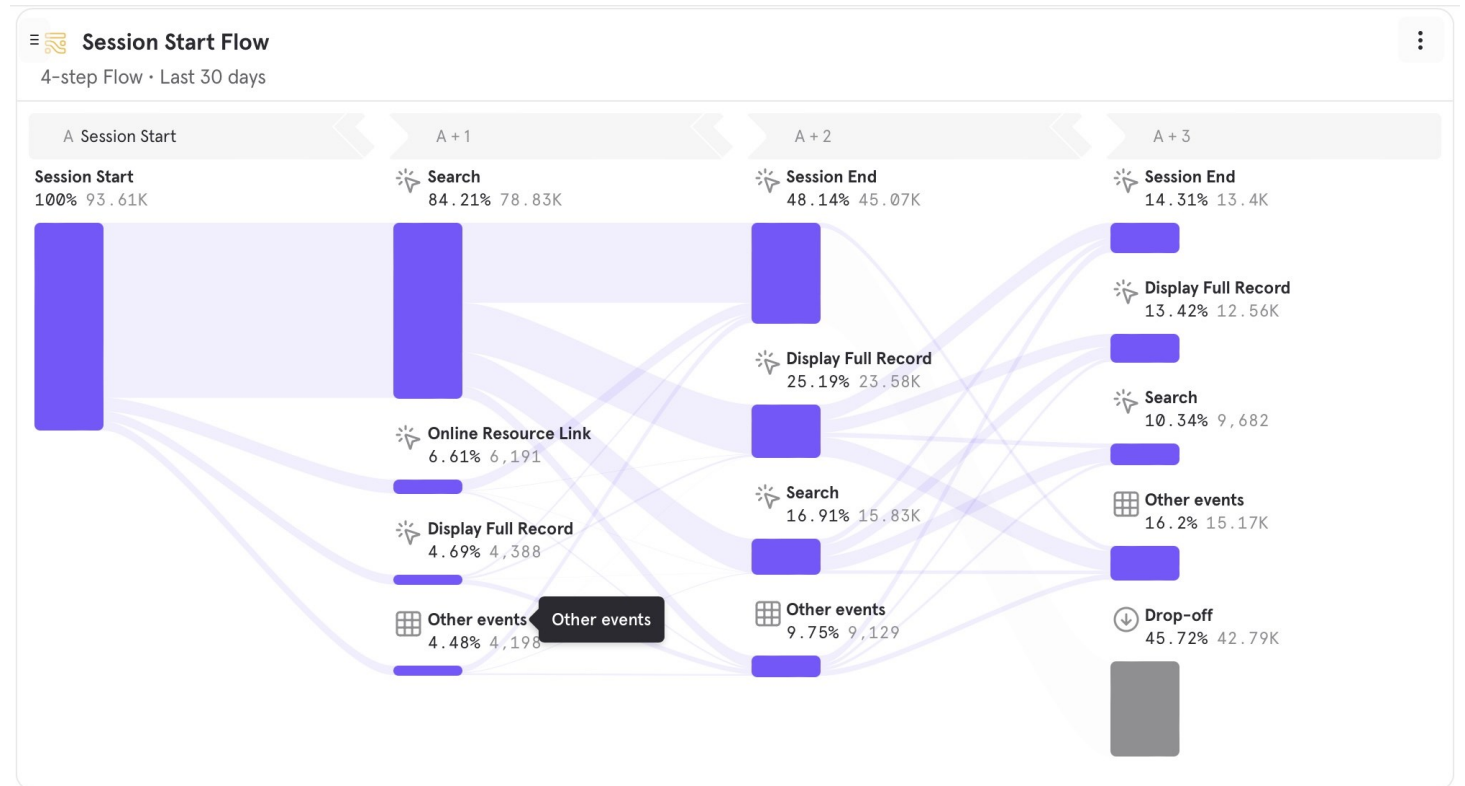 Session Start Flow
4-step Flow · Last 30 days
A Session Start
A + 1
A + 2
A + 3
Session Start
100% 93.61K
Search
84.21% 78.83K
Online Resource Link
6.61% 6,191
Display Full Record
4.69% 4,388
Other events
4.48% 4,198
Other events
Session End
48.14% 45.07K
Display Full Record
25.19% 23.58K
Search
16.91% 15.83K
Other events
9.75% 9,129
Session End
14.31% 13.4K
Display Full Record
13.42% 12.56K
Search
10.34% 9,682
Other events
16.2% 15.17K
Drop-off
45.72% 42.79K